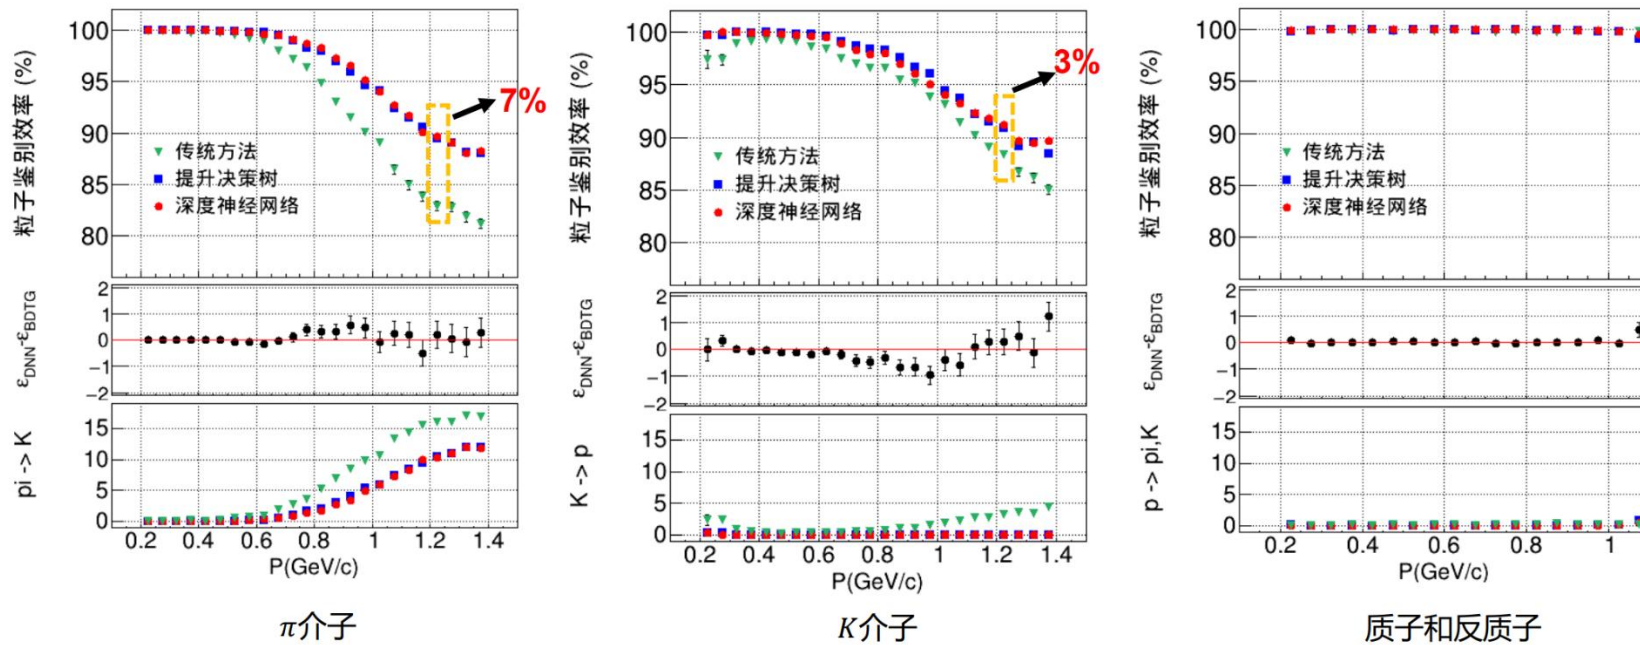 粒子鉴别效率 (%)
100
95
90
85
80
7%
传统方法
提升决策树
深度神经网络
εDNN-εBDTG
2
1
0
−1
−2
pi -> K
15
10
5
0
0.2 0.4 0.6 0.8 1 1.2 1.4
P(GeV/c)
π介子
粒子鉴别效率 (%)
100
95
90
85
80
3%
传统方法
提升决策树
深度神经网络
εDNN-εBDTG
2
1
0
−1
−2
K -> p
15
10
5
0
0.2 0.4 0.6 0.8 1 1.2 1.4
P(GeV/c)
K介子
粒子鉴别效率 (%)
100
95
90
85
80
传统方法
提升决策树
深度神经网络
εDNN-εBDTG
2
1
0
−1
−2
p -> pi,K
15
10
5
0
0.2 0.4 0.6 0.8 1
P(GeV/c)
质子和反质子